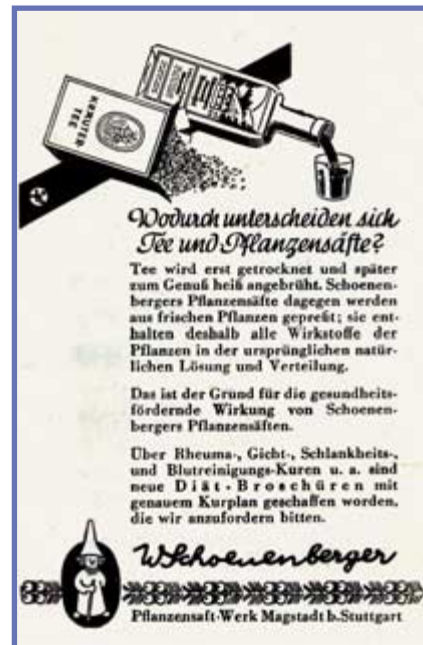 KRÄUTER
TEE
Wodurch unterscheiden sich
Tee und Pflanzensäfte?
Tee wird erst getrocknet und später
zum Genuß heiß angebrüht. Schoenen-
bergers Pflanzensäfte dagegen werden
aus frischen Pflanzen gepreßt; sie ent-
halten deshalb alle Wirkstoffe der
Pflanzen in der ursprünglichen natür-
lichen Lösung und Verteilung.
Das ist der Grund für die gesundheits-
fördernde Wirkung von Schoenen-
bergers Pflanzensäften.
Über Rheuma-, Gicht-, Schlankheits-,
und Blutreinigungs-Kuren u. a. sind
neue Diät-Broschüren mit
genauem Kurplan geschaffen worden,
die wir anzufordern bitten.
WSchoenenberger
Pflanzensaft-Werk Magstadt b. Stuttgart